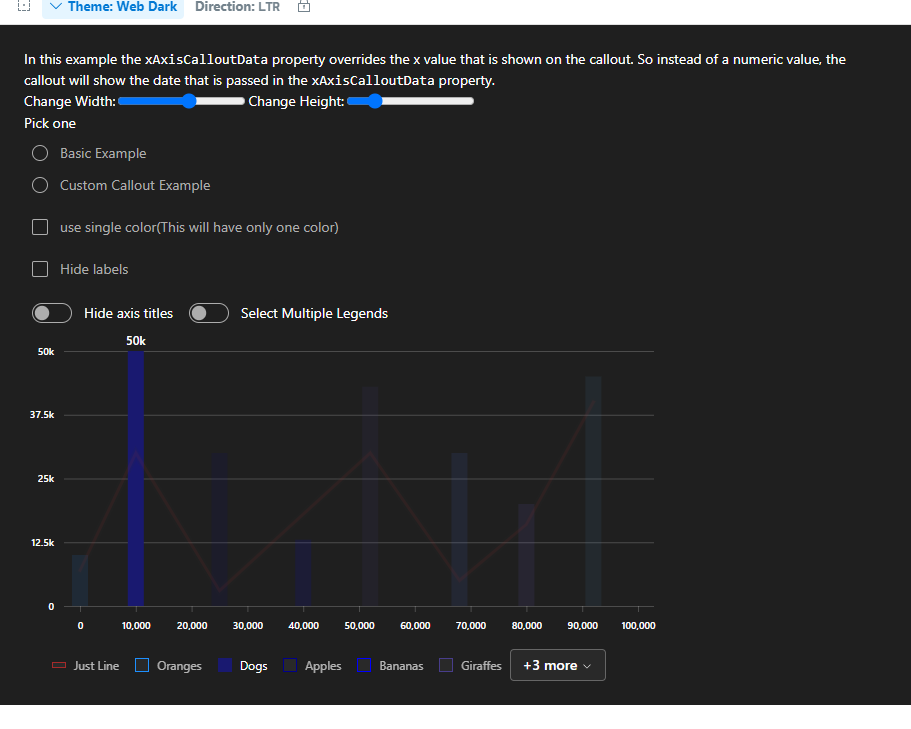 Theme: Web Dark Direction: LTR
In this example the xAxisCalloutData property overrides the x value that is shown on the callout. So instead of a numeric value, the
callout will show the date that is passed in the xAxisCalloutData property.
Change Width: Change Height:
Pick one
Basic Example
Custom Callout Example
use single color(This will have only one color)
Hide labels
Hide axis titles Select Multiple Legends
50k
50k
37.5k
25k
12.5k
0
0 10,000 20,000 30,000 40,000 50,000 60,000 70,000 80,000 90,000 100,000
Just Line Oranges Dogs Apples Bananas Giraffes +3 more